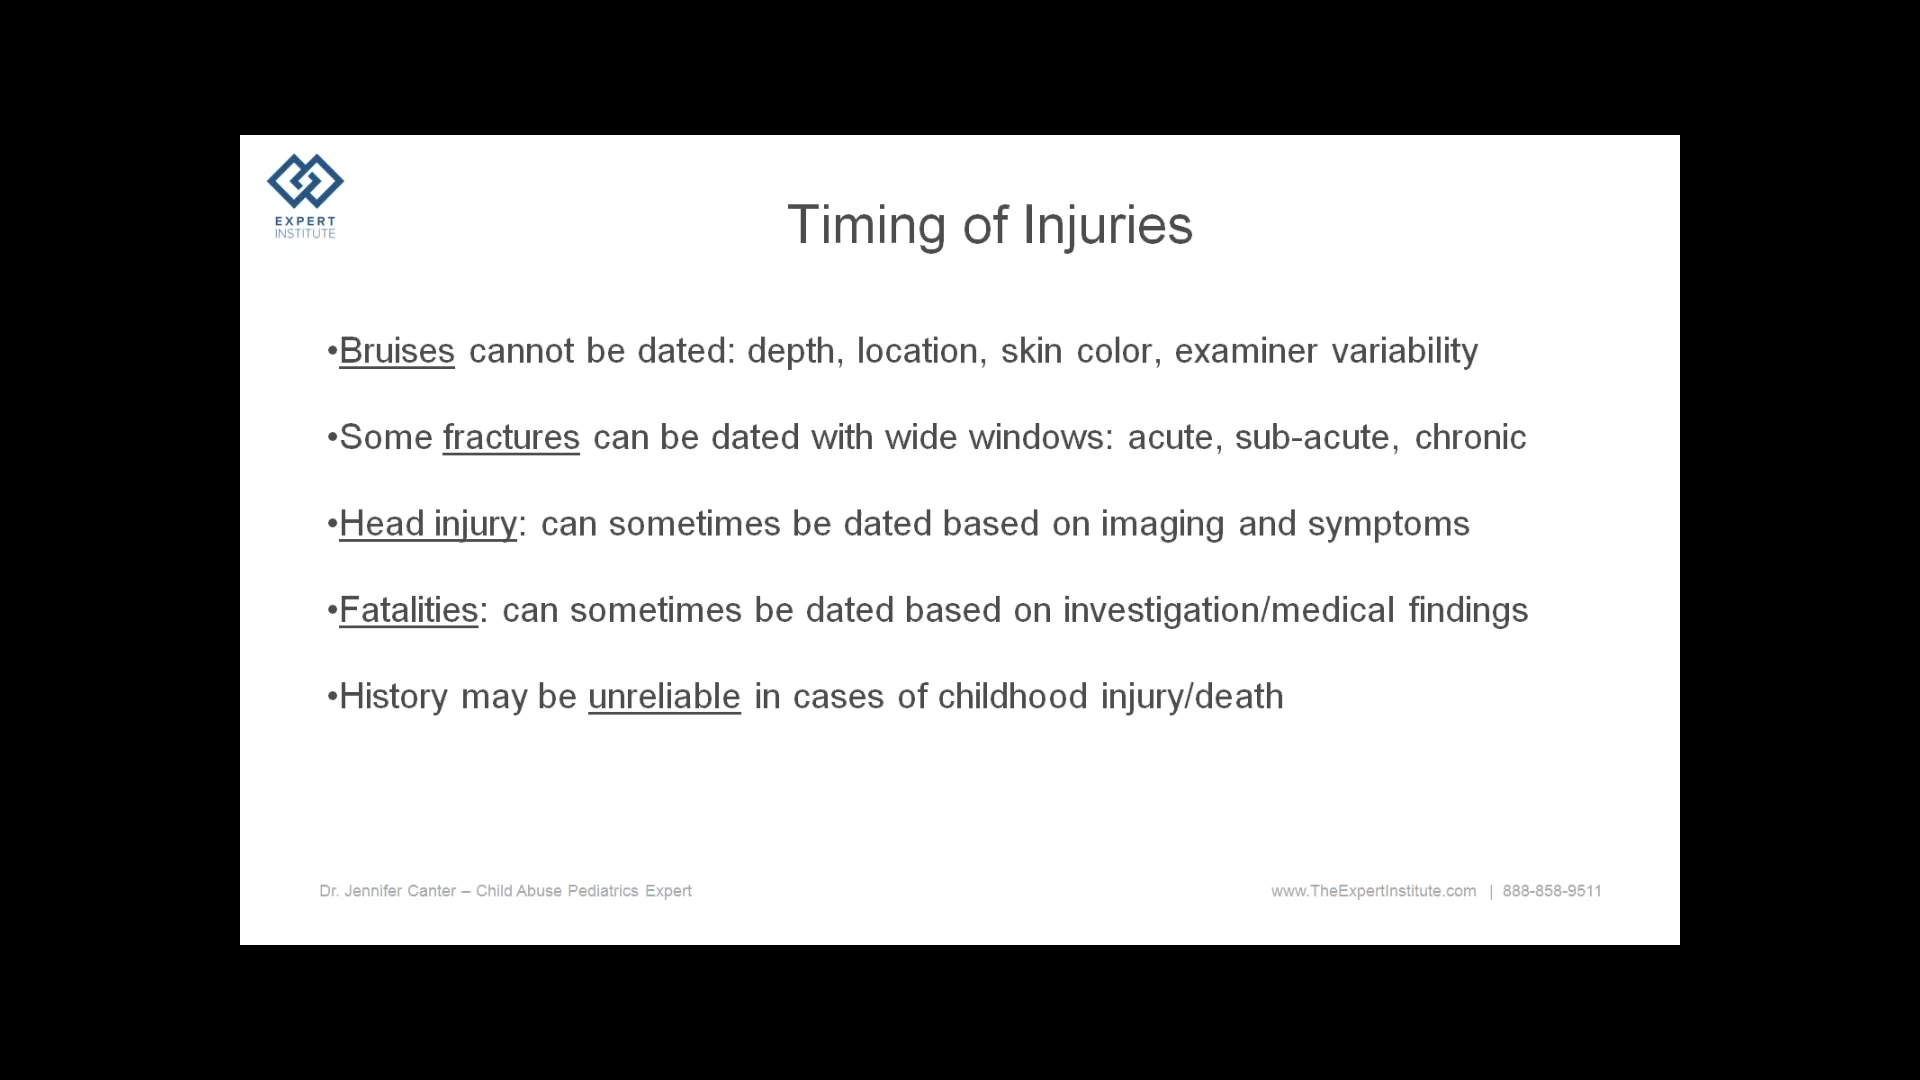 EXPERT
INSTITUTE
Timing of Injuries
•Bruises cannot be dated: depth, location, skin color, examiner variability
•Some fractures can be dated with wide windows: acute, sub-acute, chronic
•Head injury: can sometimes be dated based on imaging and symptoms
•Fatalities: can sometimes be dated based on investigation/medical findings
•History may be unreliable in cases of childhood injury/death
Dr. Jennifer Canter – Child Abuse Pediatrics Expert
www.TheExpertInstitute.com | 888-858-9511